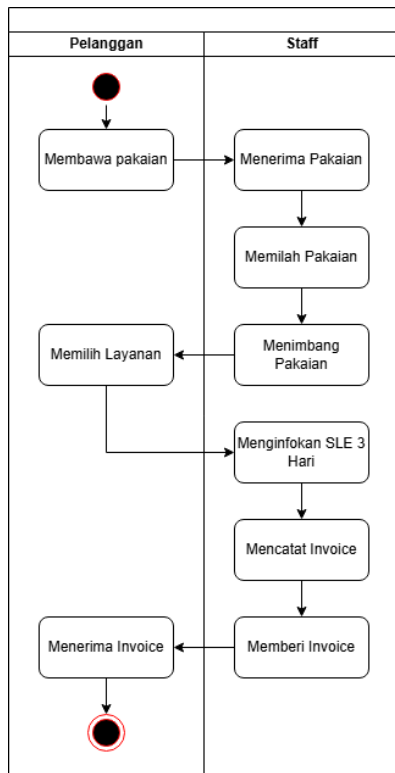 Pelanggan
Staff
Membawa pakaian
Menerima Pakaian
Memilah Pakaian
Menimbang
Pakaian
Memilih Layanan
Menginfokan SLE 3
Hari
Mencatat Invoice
Memberi Invoice
Menerima Invoice